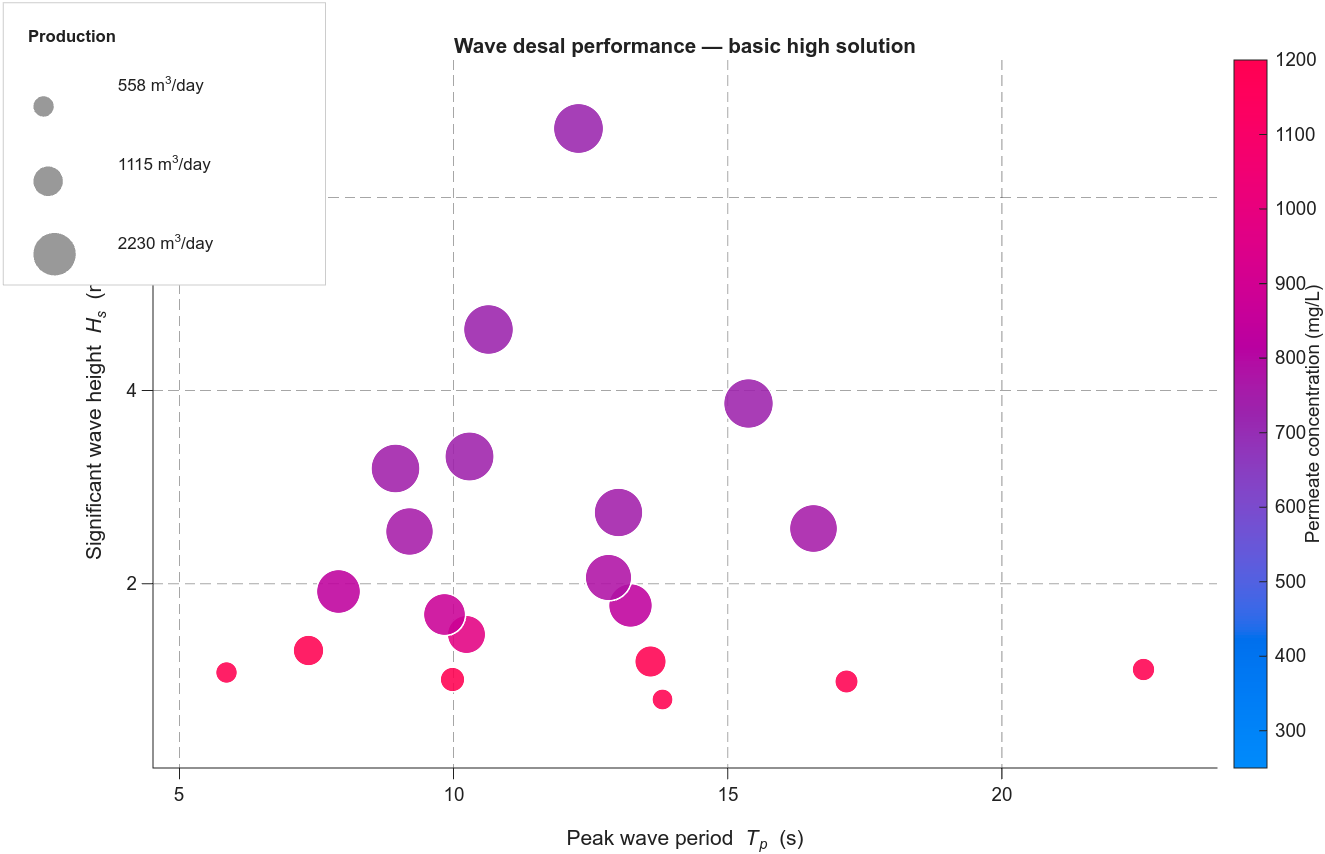 Production
558 m³/day
1115 m³/day
2230 m³/day
Wave desal performance — basic high solution
Significant wave height H_s
4
2
5
10
15
20
Peak wave period T_p (s)
1200
1100
1000
900
800
700
600
500
400
300
Permeate concentration (mg/L)